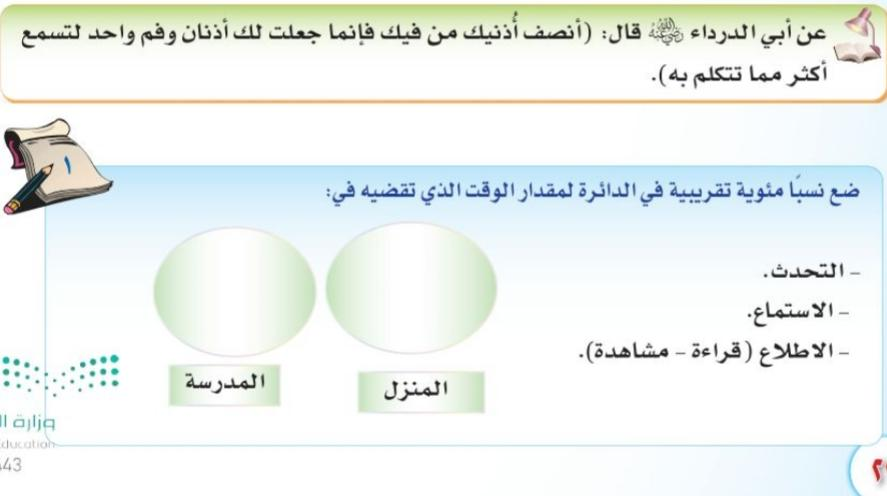 عن أبي الدرداء رضي الله عنه قال: (أنصف أُذنيك من فيك فإنما جعلت لك أذنان وفم واحد لتسمع
أكثر مما تتكلم به).
١
ضع نسبًا مئوية تقريبية في الدائرة لمقدار الوقت الذي تقضيه في:
- التحدث.
- الاستماع.
- الاطلاع (قراءة - مشاهدة).
المنزل
المدرسة
وزارة ال
ducation
43